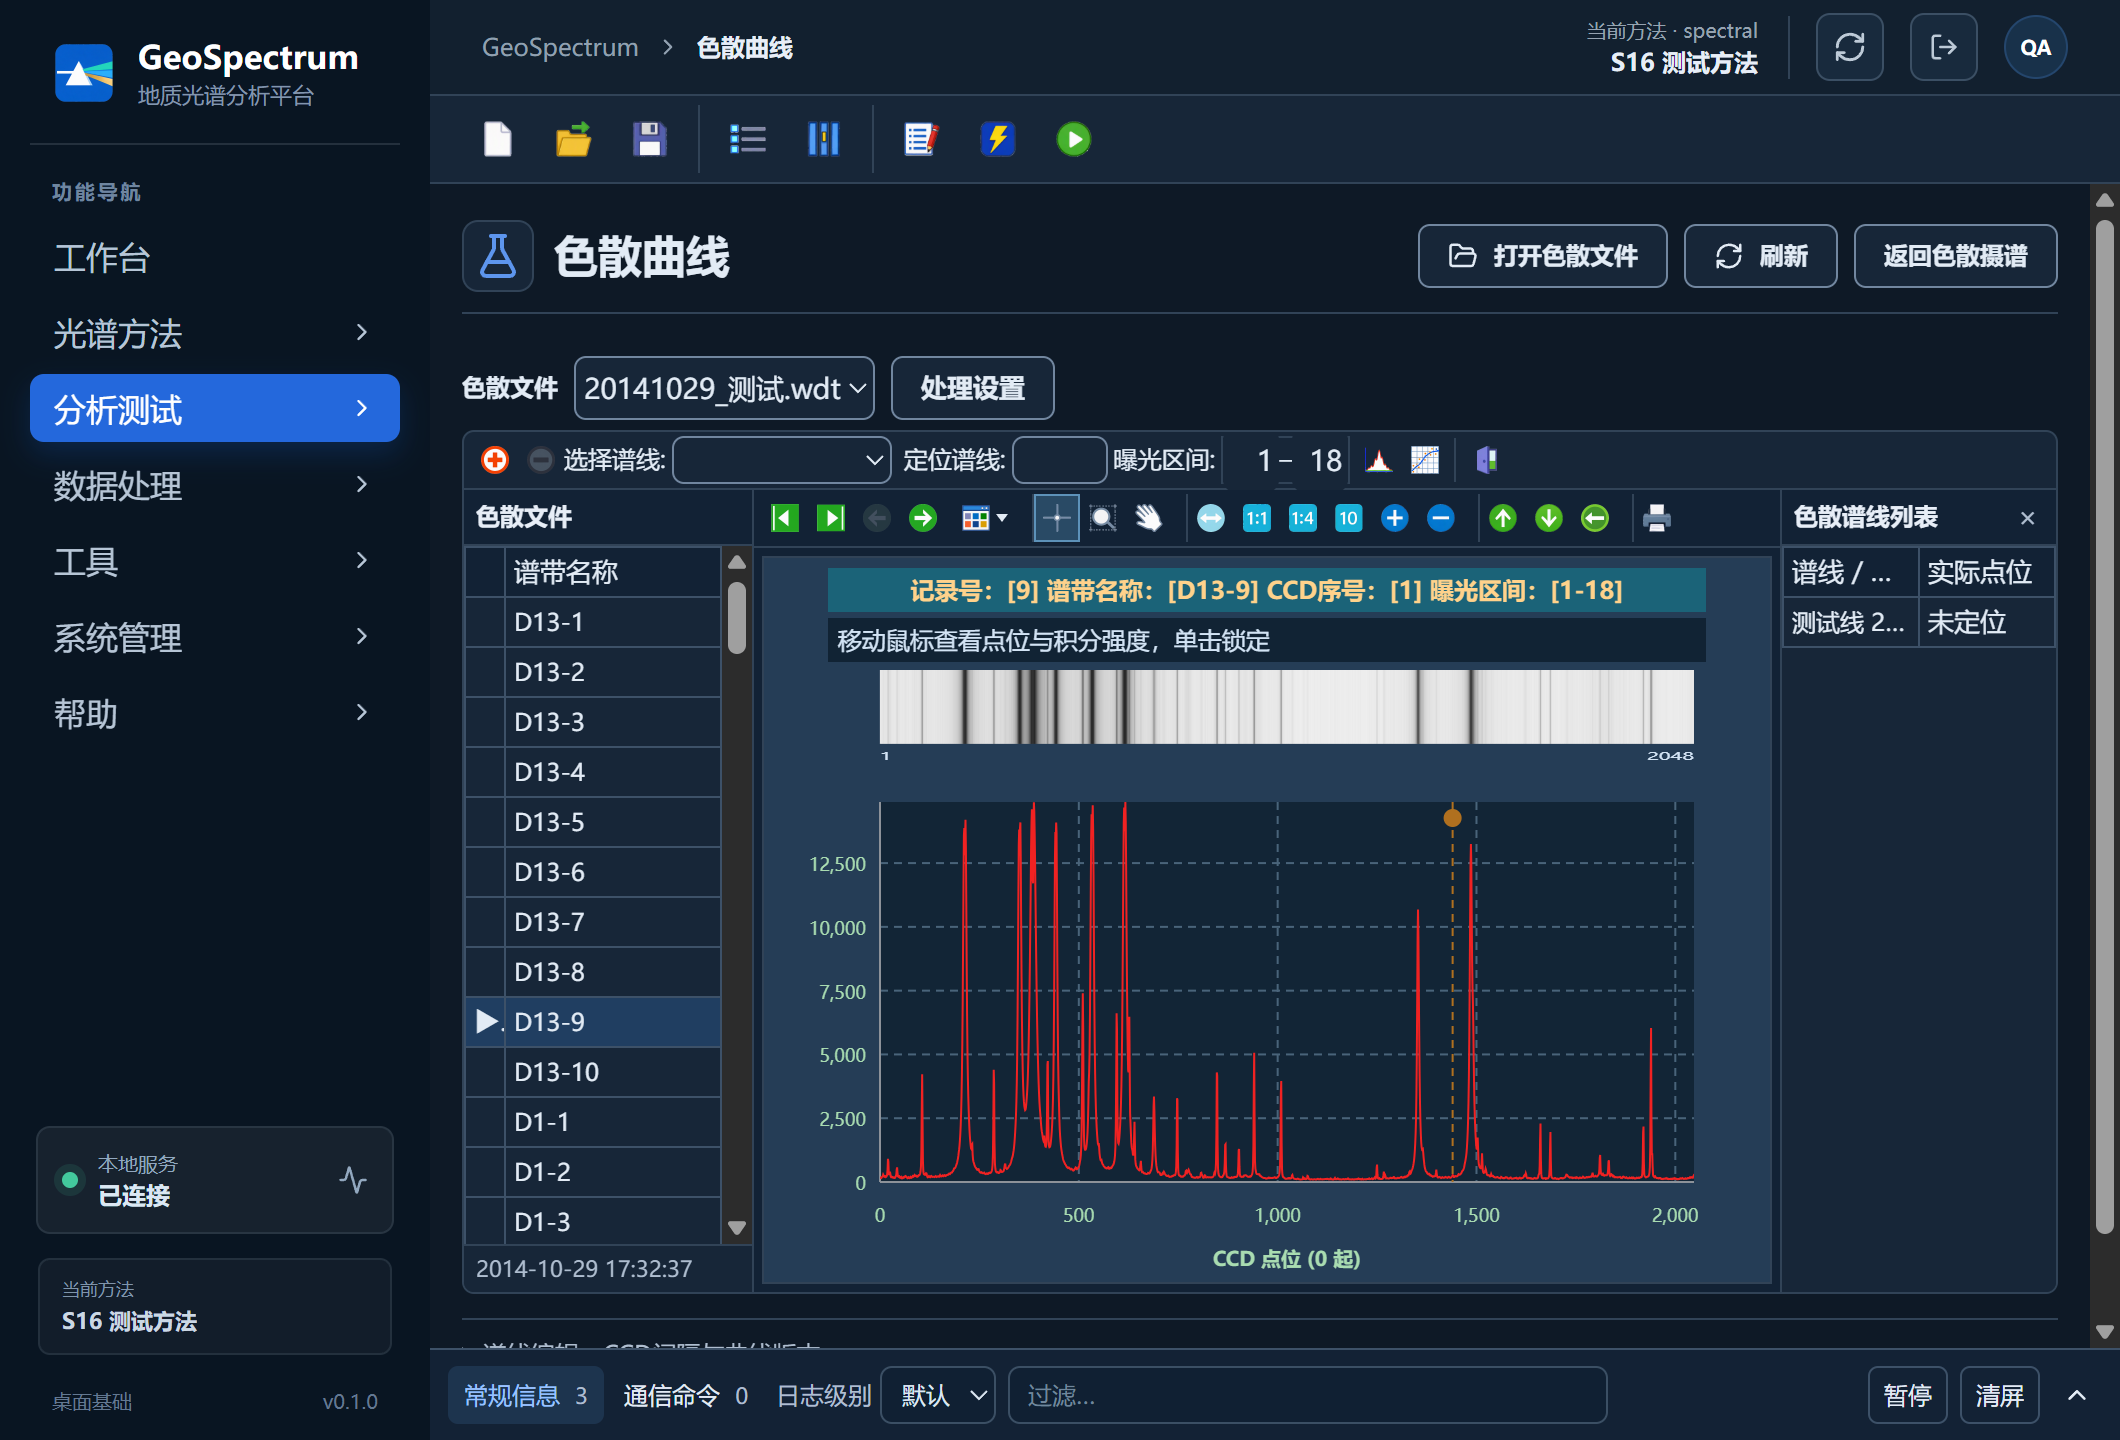 GeoSpectrum
地质光谱分析平台
功能导航
工作台
光谱方法
分析测试
数据处理
工具
系统管理
帮助
本地服务
已连接
当前方法
S16 测试方法
桌面基础 v0.1.0
GeoSpectrum > 色散曲线
当前方法 · spectral
S16 测试方法
QA
色散曲线
打开色散文件 刷新 返回色散摄谱
色散文件 20141029_测试.wdt 处理设置
选择谱线: 定位谱线: 曝光区间: 1 – 18
色散文件
谱带名称
D13-1
D13-2
D13-3
D13-4
D13-5
D13-6
D13-7
D13-8
D13-9
D13-10
D1-1
D1-2
D1-3
2014-10-29 17:32:37
1:1 1:4 10
记录号：[9] 谱带名称：[D13-9] CCD序号：[1] 曝光区间：[1-18]
移动鼠标查看点位与积分强度，单击锁定
1 2048
12,500
10,000
7,500
5,000
2,500
0
0 500 1,000 1,500 2,000
CCD 点位 (0 起)
色散谱线列表 ×
谱线 / ... 实际点位
测试线 2... 未定位
常规信息 3 通信命令 0 日志级别 默认 过滤... 暂停 清屏